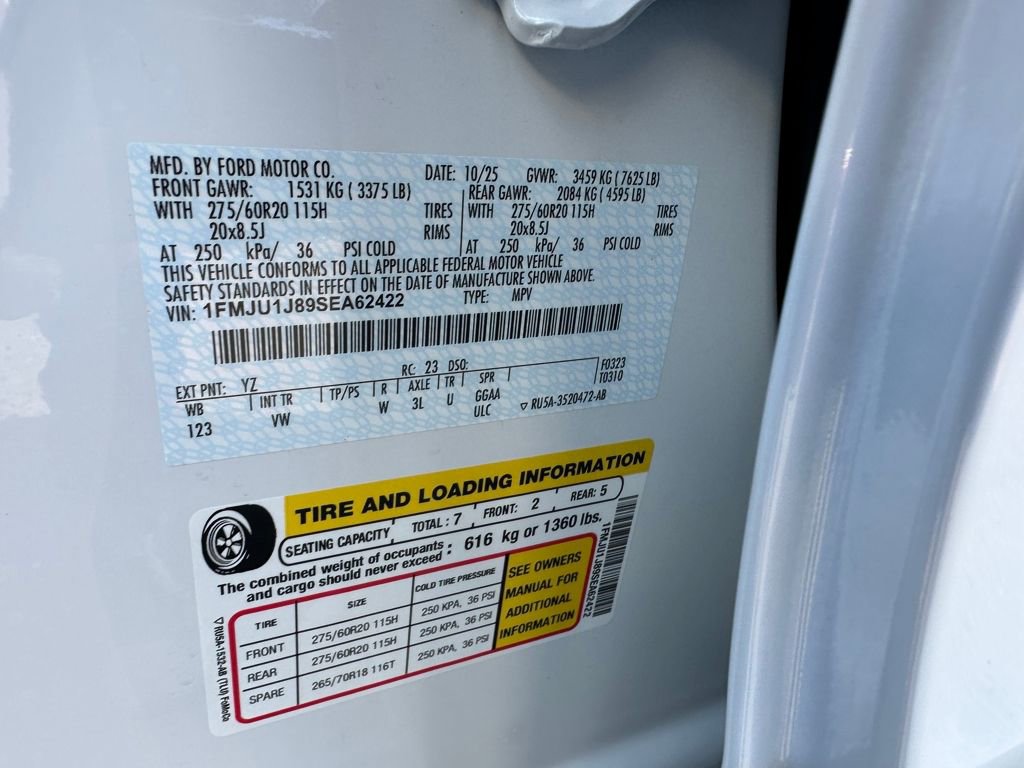 MFD. BY FORD MOTOR CO. DATE: 10/25 GVWR: 3459 KG ( 7625 LB)
FRONT GAWR: 1531 KG ( 3375 LB) REAR GAWR: 2084 KG ( 4595 LB)
WITH 275/60R20 115H TIRES WITH 275/60R20 115H TIRES
20x8.5J RIMS 20x8.5J RIMS
AT 250 kPa/ 36 PSI COLD AT 250 kPa/ 36 PSI COLD
THIS VEHICLE CONFORMS TO ALL APPLICABLE FEDERAL MOTOR VEHICLE
SAFETY STANDARDS IN EFFECT ON THE DATE OF MANUFACTURE SHOWN ABOVE.
VIN: 1FMJU1J89SEA62422 TYPE: MPV
EXT PNT: YZ RC: 23 DSO: F0323
WB INT TR TP/PS R AXLE TR SPR T0310
123 VW W 3L U GGAA
ULC ▽ RU5A-3520472-AB
TIRE AND LOADING INFORMATION
SEATING CAPACITY TOTAL : 7 FRONT: 2 REAR: 5
The combined weight of occupants and cargo should never exceed : 616 kg or 1360 lbs.
TIRE SIZE COLD TIRE PRESSURE
FRONT 275/60R20 115H 250 KPA, 36 PSI
REAR 275/60R20 115H 250 KPA, 36 PSI
SPARE 265/70R18 116T 250 KPA, 36 PSI
SEE OWNERS
MANUAL FOR
ADDITIONAL
INFORMATION
1FMJU1J89SEA62422
▽ RU5A-1532-AB (TLU) FoMoCo